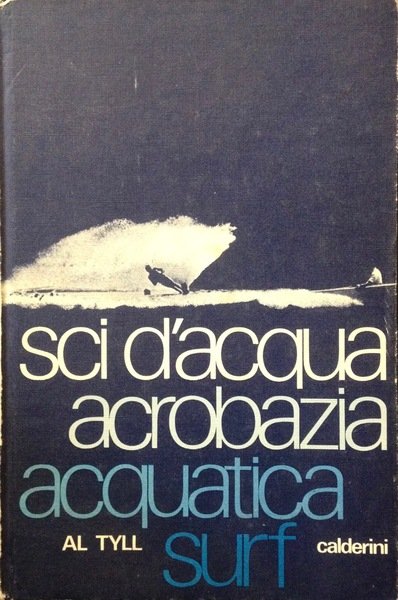 sci d'acqua
acrobazia
acquatica
AL TYLL surf calderini